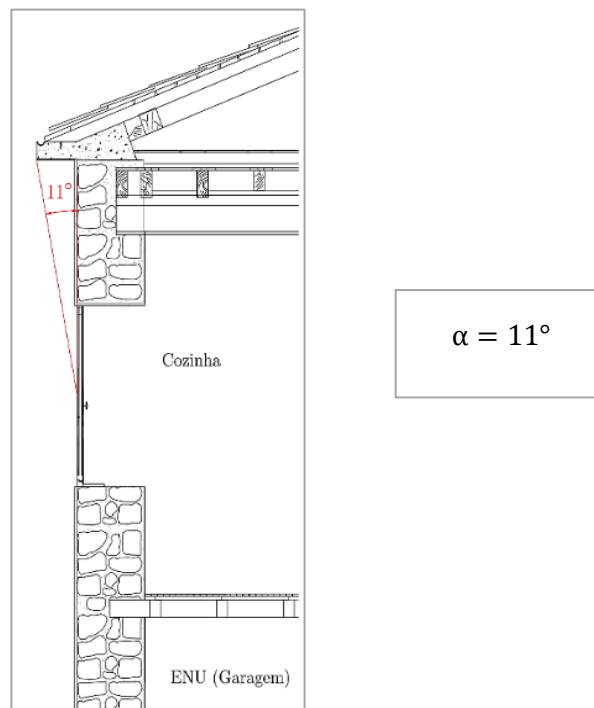 11°
Cozinha
ENU (Garagem)
α = 11°